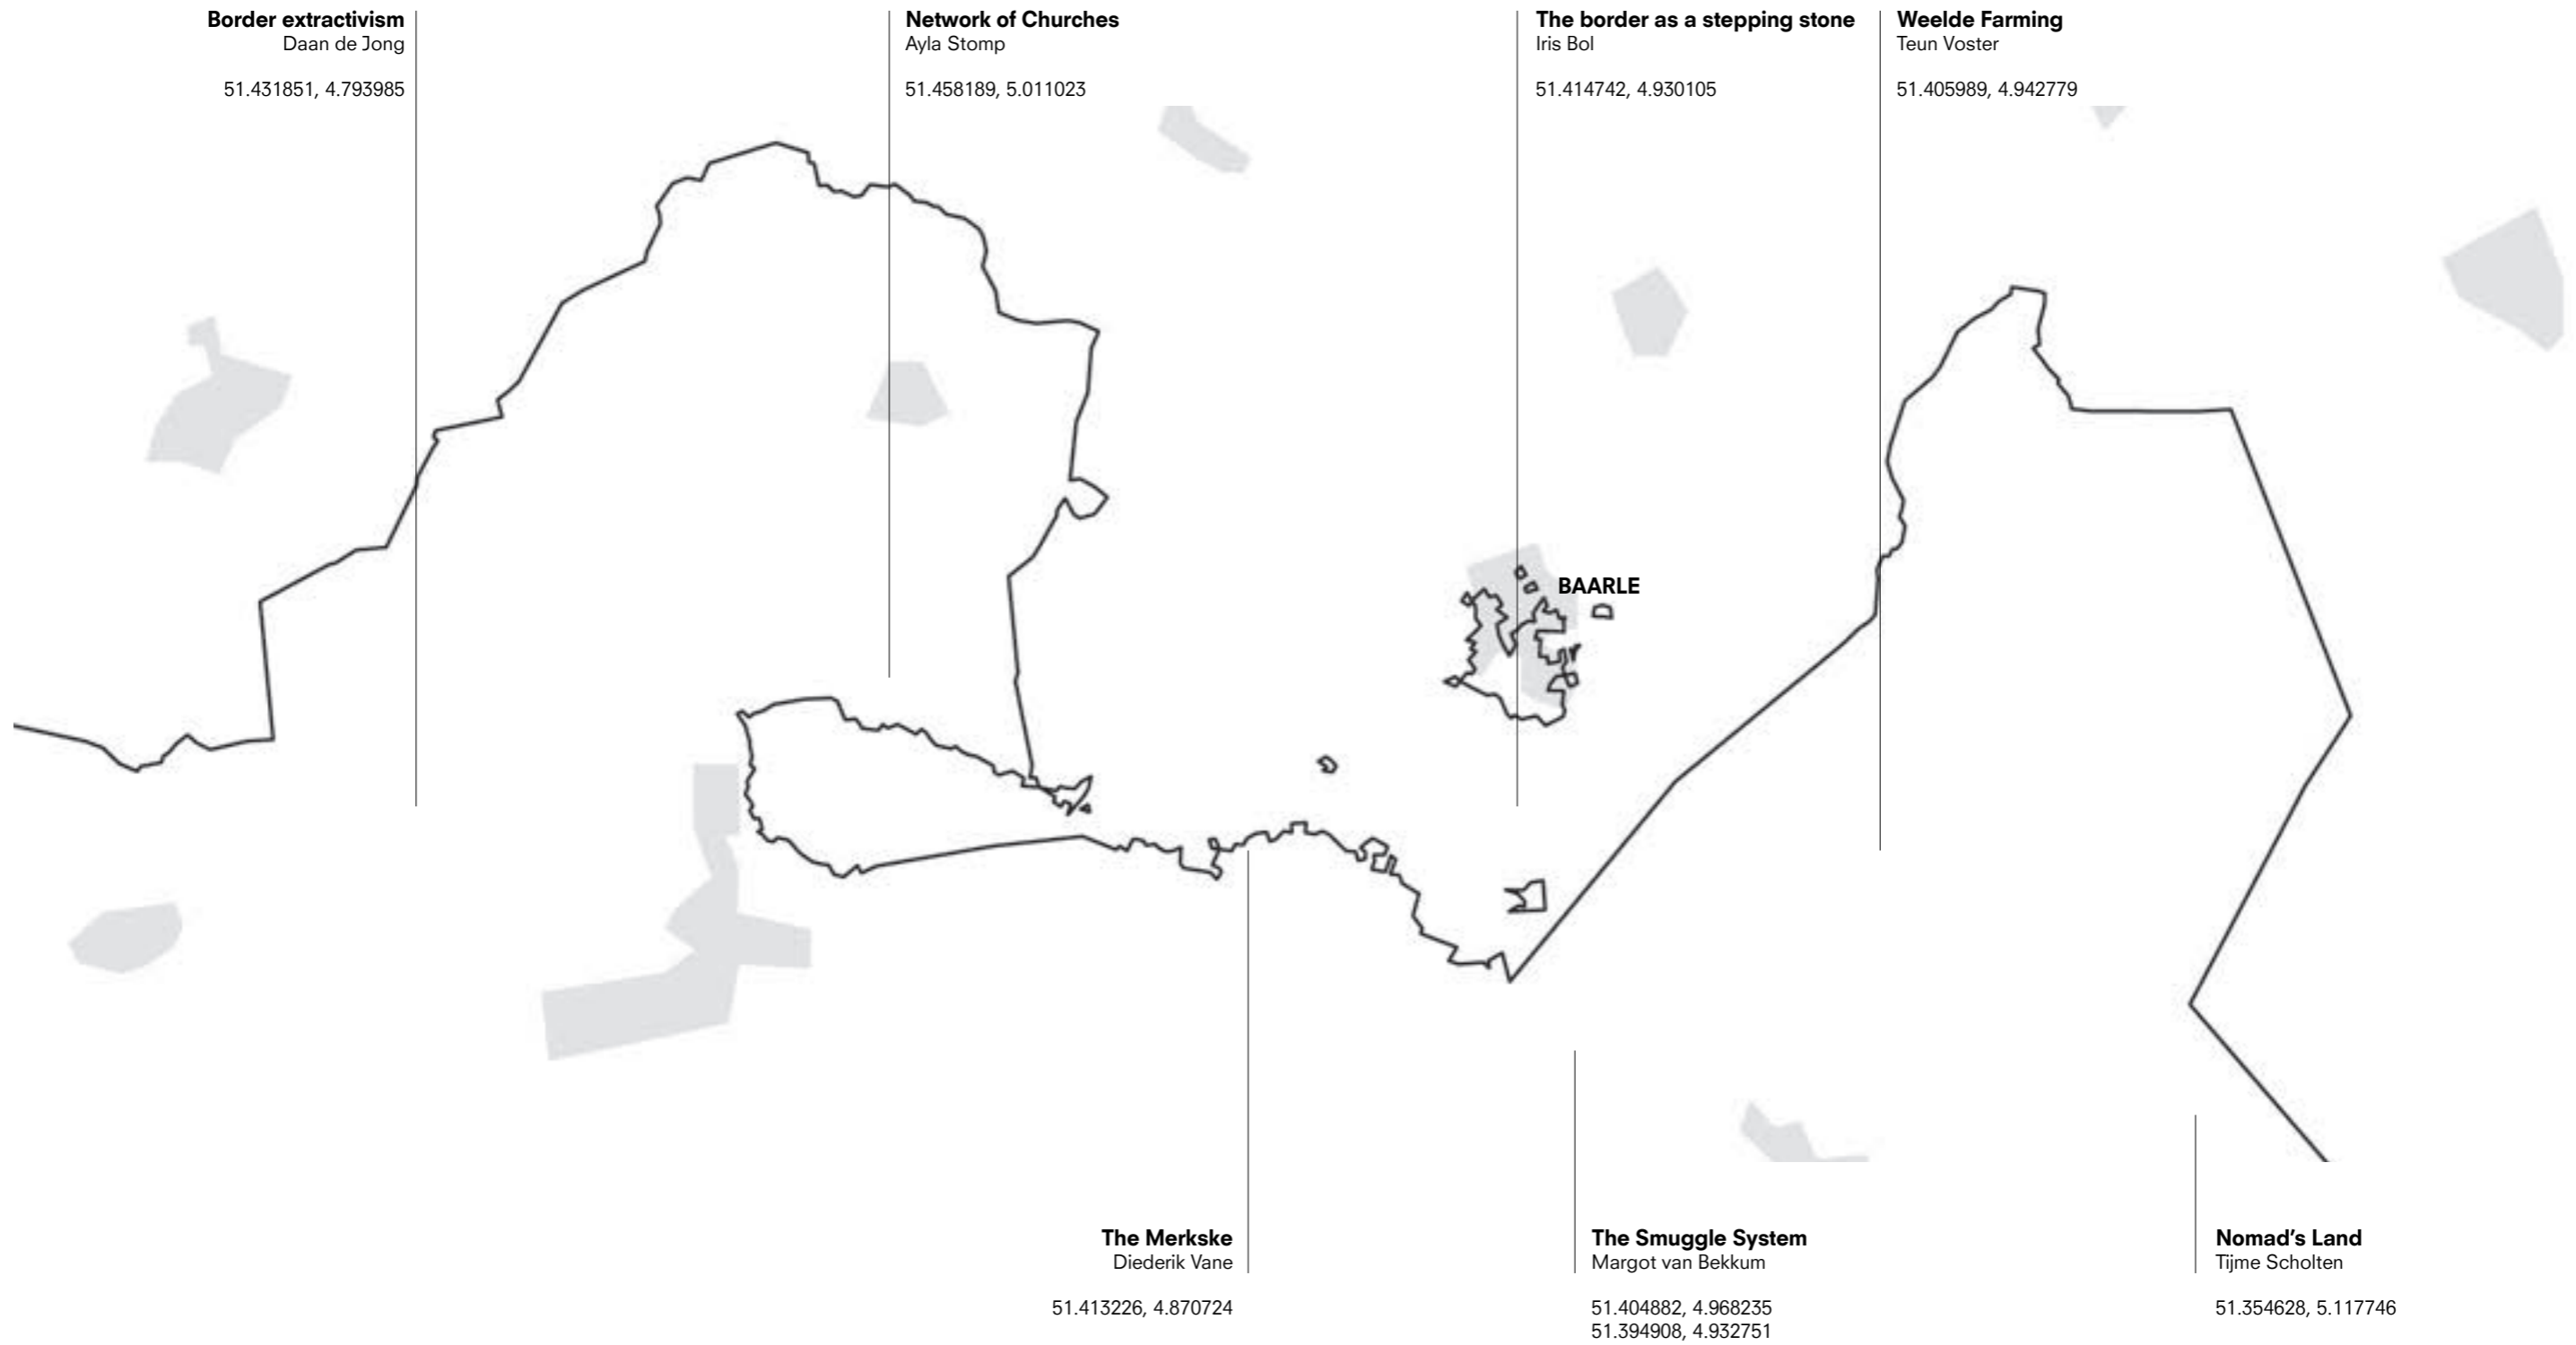 Border extractivism
Daan de Jong
51.431851, 4.793985
Network of Churches
Ayla Stomp
51.458189, 5.011023
The border as a stepping stone
Iris Bol
51.414742, 4.930105
Weelde Farming
Teun Voster
51.405989, 4.942779
BAARLE
The Merkske
Diederik Vane
51.413226, 4.870724
The Smuggle System
Margot van Bekkum
51.404882, 4.968235
51.394908, 4.932751
Nomad’s Land
Tijme Scholten
51.354628, 5.117746